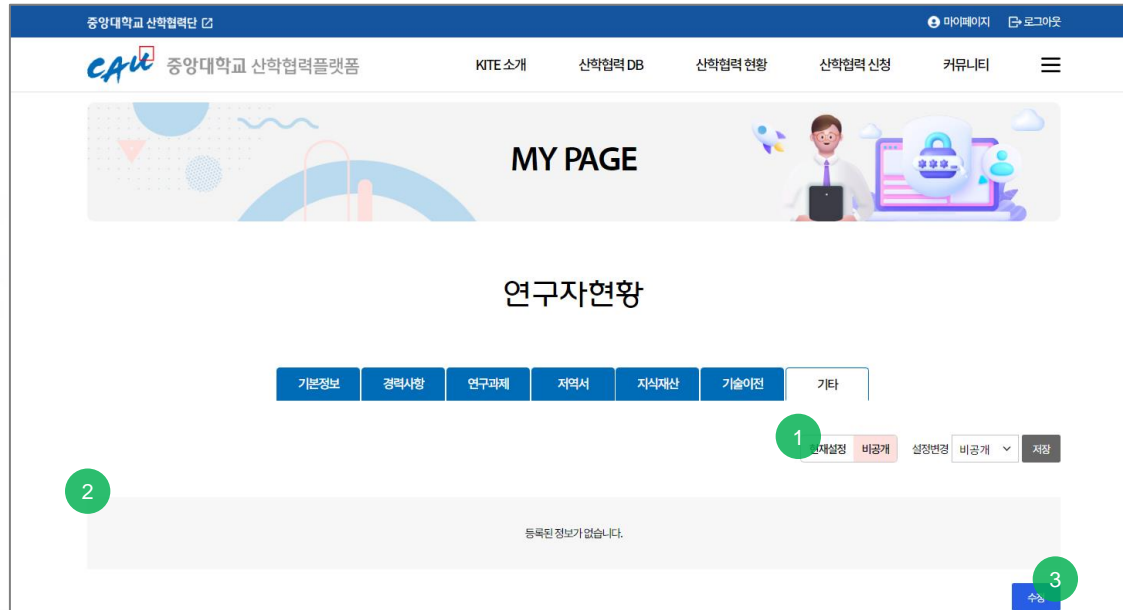 중앙대학교 산학협력단
마이페이지 로그아웃
CAU 중앙대학교 산학협력플랫폼
KITE 소개 산학협력 DB 산학협력 현황 산학협력 신청 커뮤니티
MY PAGE
***_
연구자현황
기본정보 경력사항 연구과제 저역서 지식재산 기술이전 기타
1
현재설정 비공개 설정변경 비공개 저장
2
등록된 정보가 없습니다.
3
수정